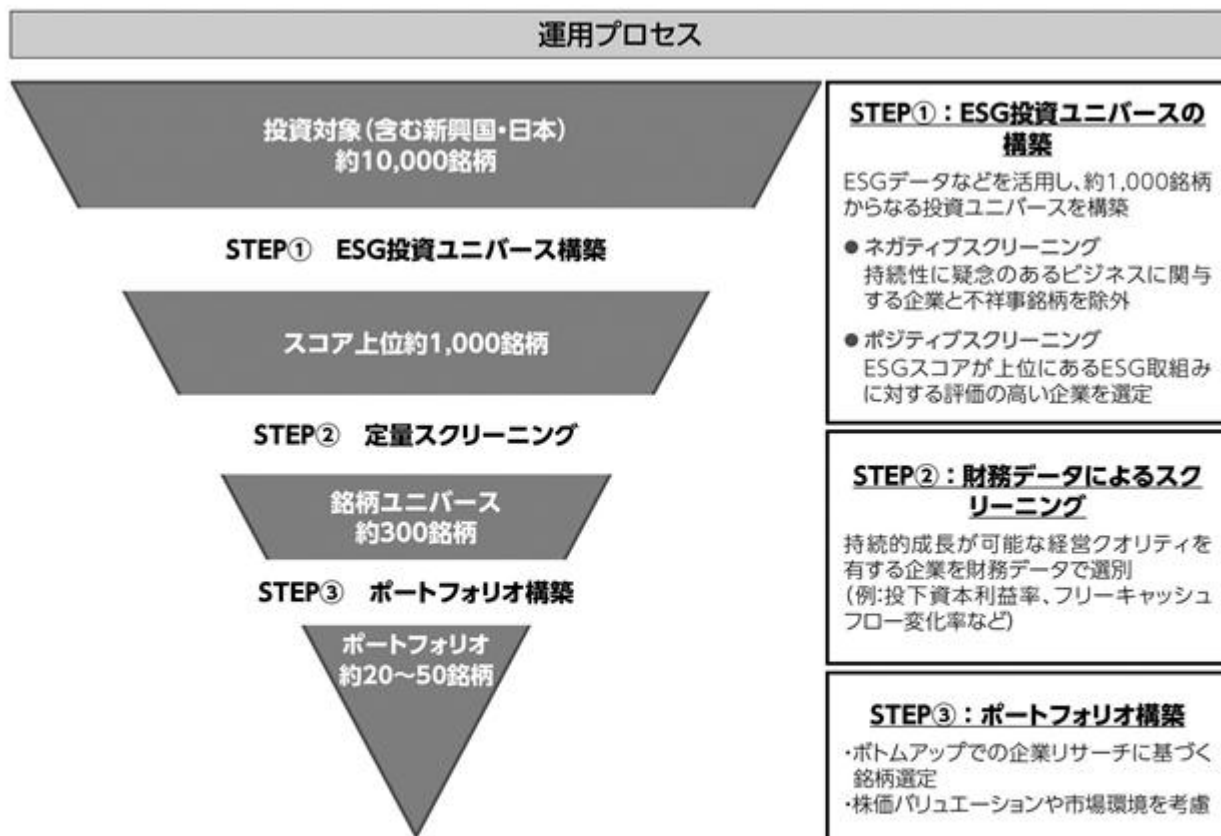 運用プロセス
投資対象(含む新興国・日本)
約10,000銘柄
STEP① ESG投資ユニバース構築
スコア上位約1,000銘柄
STEP② 定量スクリーニング
銘柄ユニバース
約300銘柄
STEP③ ポートフォリオ構築
ポートフォリオ
約20～50銘柄
STEP①：ESG投資ユニバースの
構築
ESGデータなどを活用し、約1,000銘柄
からなる投資ユニバースを構築
● ネガティブスクリーニング
持続性に疑念のあるビジネスに関与
する企業と不祥事銘柄を除外
● ポジティブスクリーニング
ESGスコアが上位にあるESG取組み
に対する評価の高い企業を選定
STEP②：財務データによるスク
リーニング
持続的成長が可能な経営クオリティを
有する企業を財務データで選別
(例:投下資本利益率、フリーキャッシュ
フロー変化率など)
STEP③：ポートフォリオ構築
・ボトムアップでの企業リサーチに基づく
銘柄選定
・株価バリュエーションや市場環境を考慮